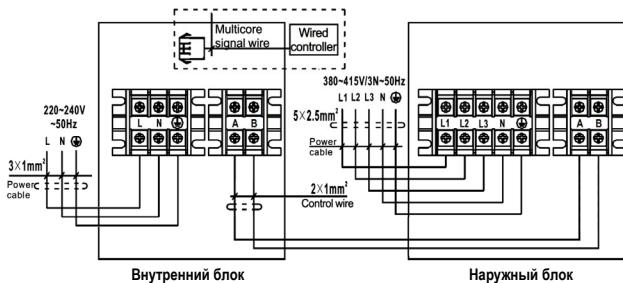 Multicore
signal wire
Wired
controller
220~240V
~50Hz
L N
3×1mm²
Power
cable
L N
A B
380~415V/3N~50Hz
L1 L2 L3 N
5×2.5mm²
Power
cable
L1 L2 L3 N
A B
2×1mm²
Control wire
Внутренний блок
Наружный блок